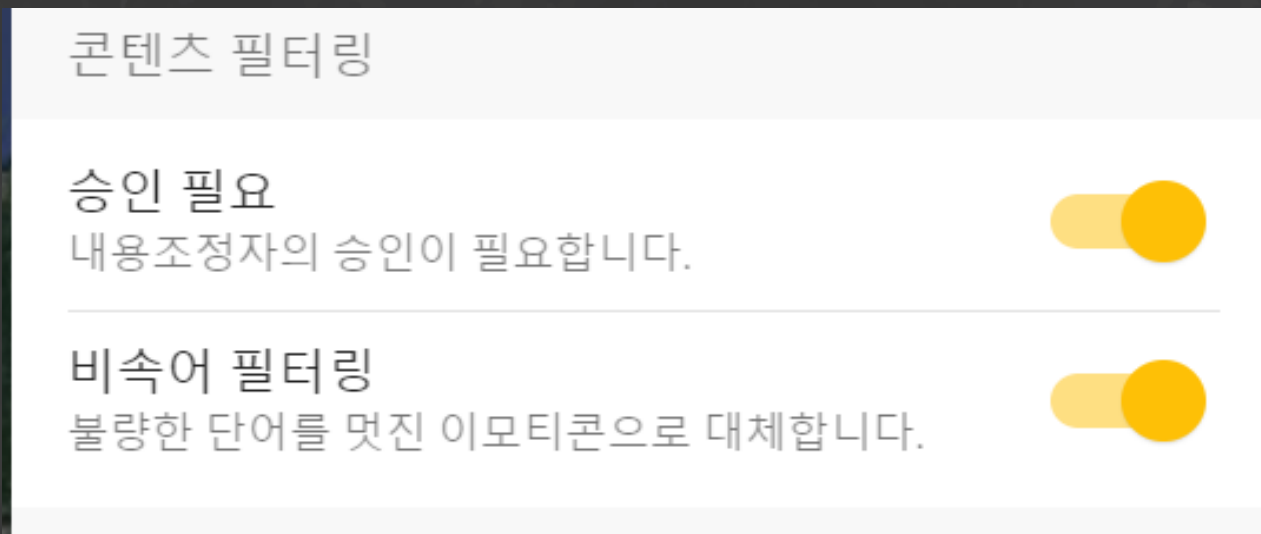 콘텐츠 필터링
승인 필요
내용조정자의 승인이 필요합니다.
비속어 필터링
불량한 단어를 멋진 이모티콘으로 대체합니다.